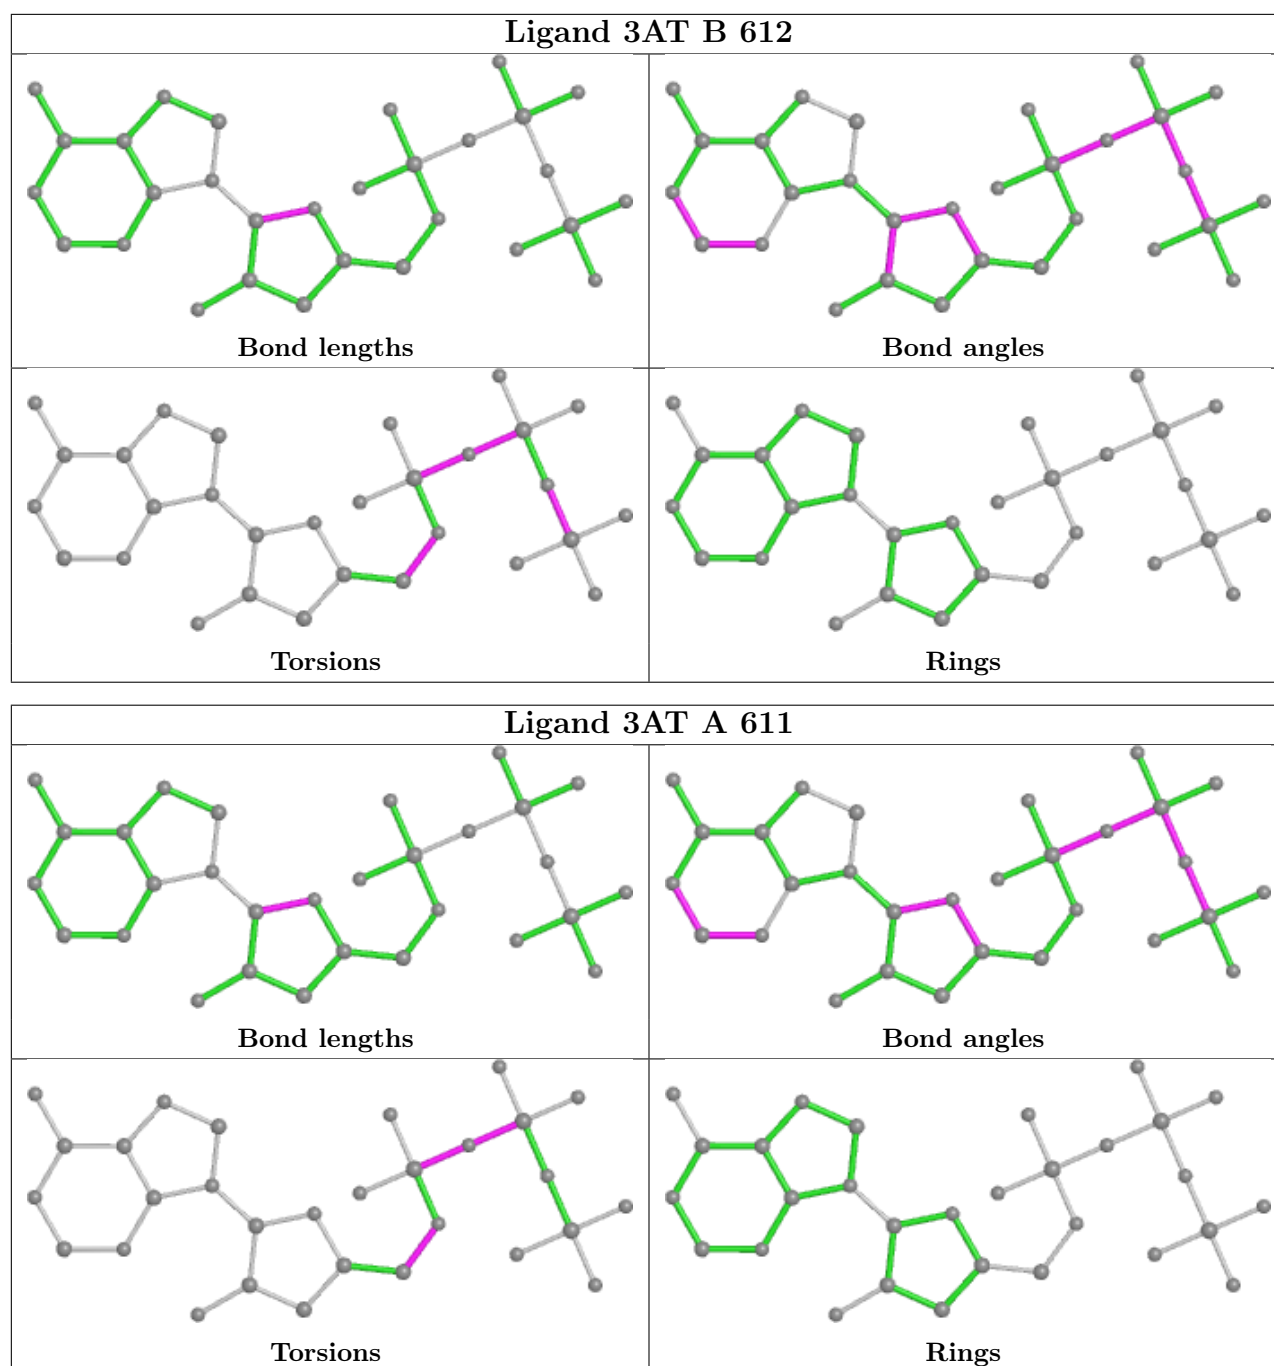 Ligand 3AT B 612
Bond lengths
Bond angles
Torsions
Rings
Ligand 3AT A 611
Bond lengths
Bond angles
Torsions
Rings